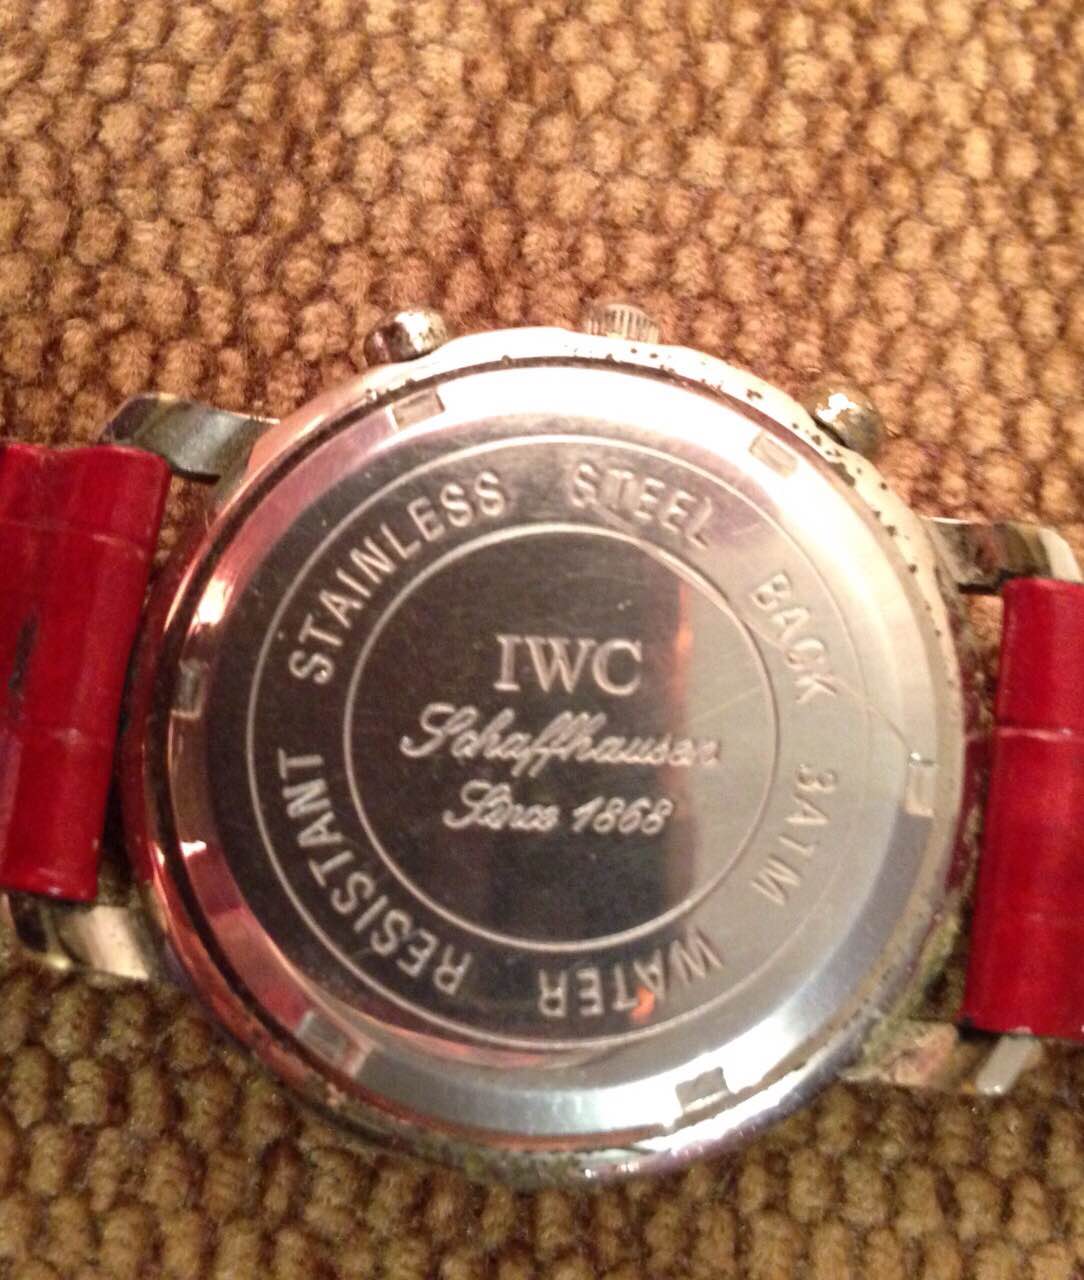 IWC
Schaffhausen
Since 1868
STAINLESS STEEL BACK 3ATM WATER RESISTANT